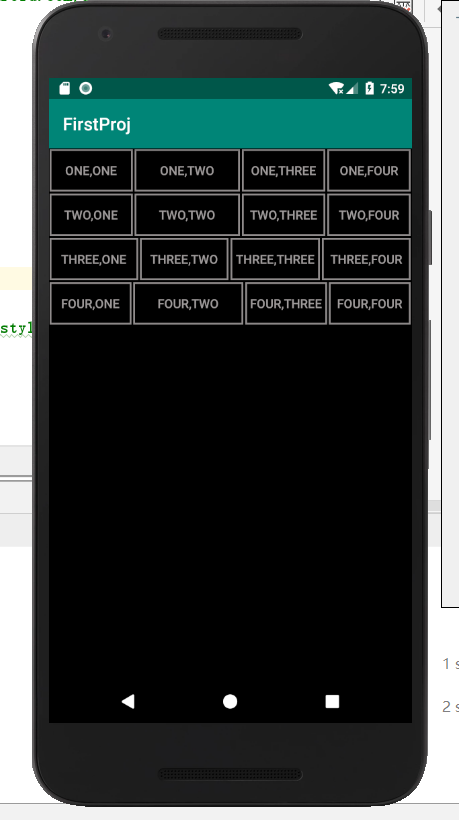 styl
7:59
FirstProj
ONE,ONE ONE,TWO ONE,THREE ONE,FOUR
TWO,ONE TWO,TWO TWO,THREE TWO,FOUR
THREE,ONE THREE,TWO THREE,THREE THREE,FOUR
FOUR,ONE FOUR,TWO FOUR,THREE FOUR,FOUR
1 s
2 s